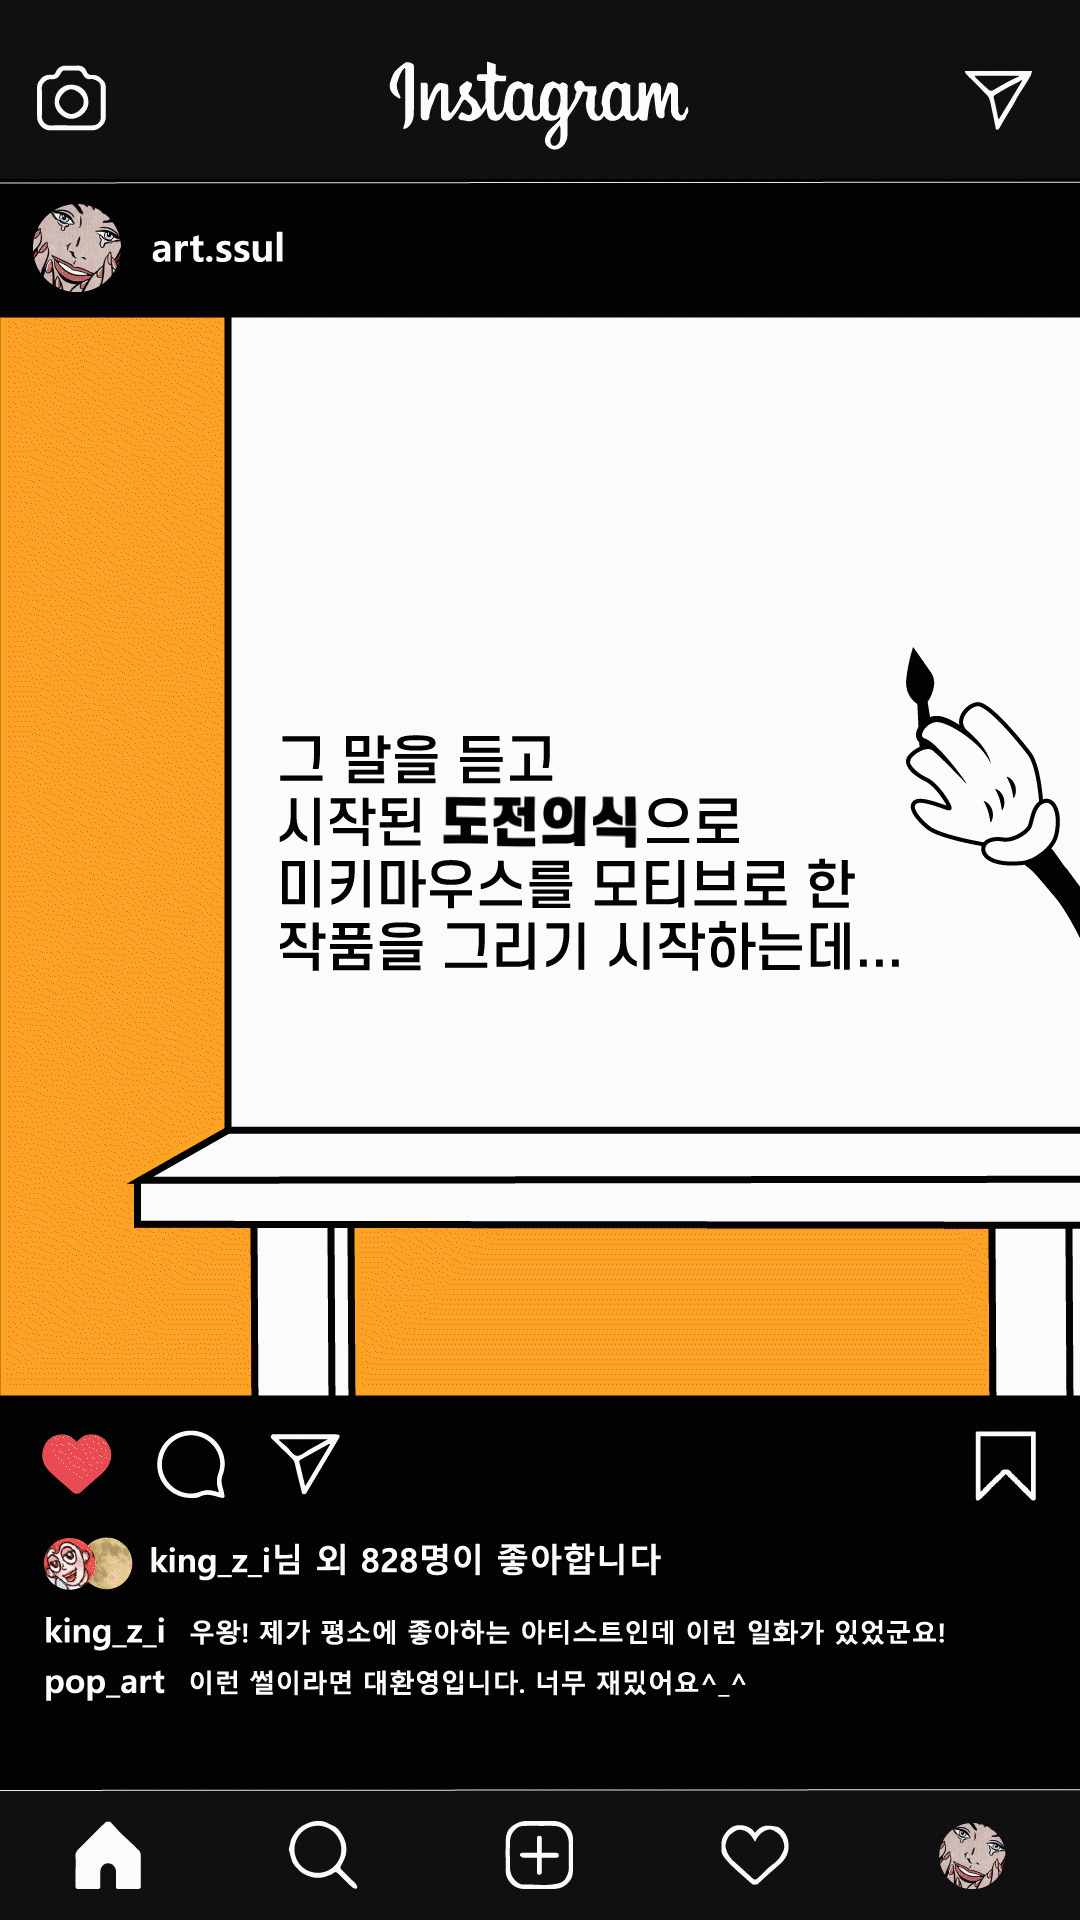 Instagram
art.ssul
그 말을 듣고
시작된 도전의식으로
미키마우스를 모티브로 한
작품을 그리기 시작하는데...
king_z_i님 외 828명이 좋아합니다
king_z_i 우왕! 제가 평소에 좋아하는 아티스트인데 이런 일화가 있었군요!
pop_art 이런 썰이라면 대환영입니다. 너무 재밌어요^_^